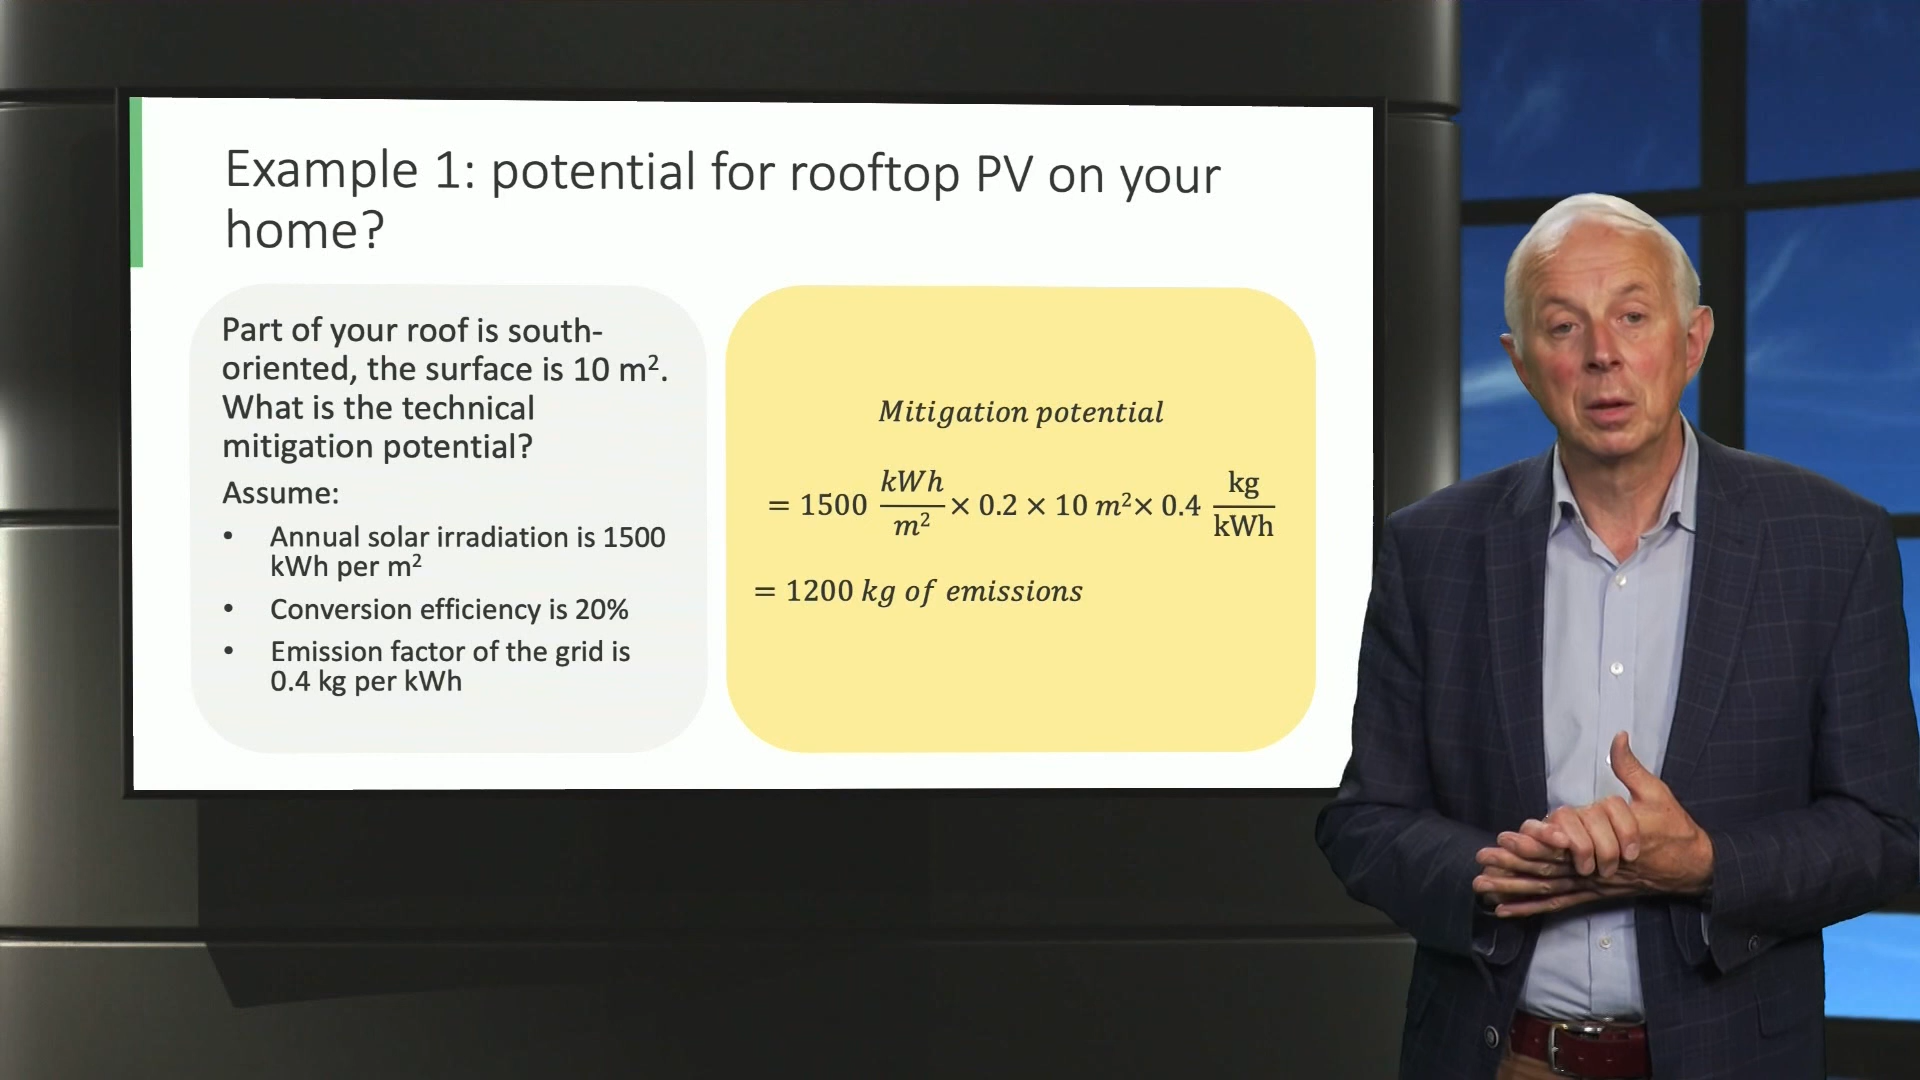 Example 1: potential for rooftop PV on your
home?
Part of your roof is south-
oriented, the surface is 10 m².
What is the technical
mitigation potential?
Assume:
• Annual solar irradiation is 1500
kWh per m²
• Conversion efficiency is 20%
• Emission factor of the grid is
0.4 kg per kWh
Mitigation potential
= 1500 kWh/m² × 0.2 × 10 m² × 0.4 kg/kWh
= 1200 kg of emissions